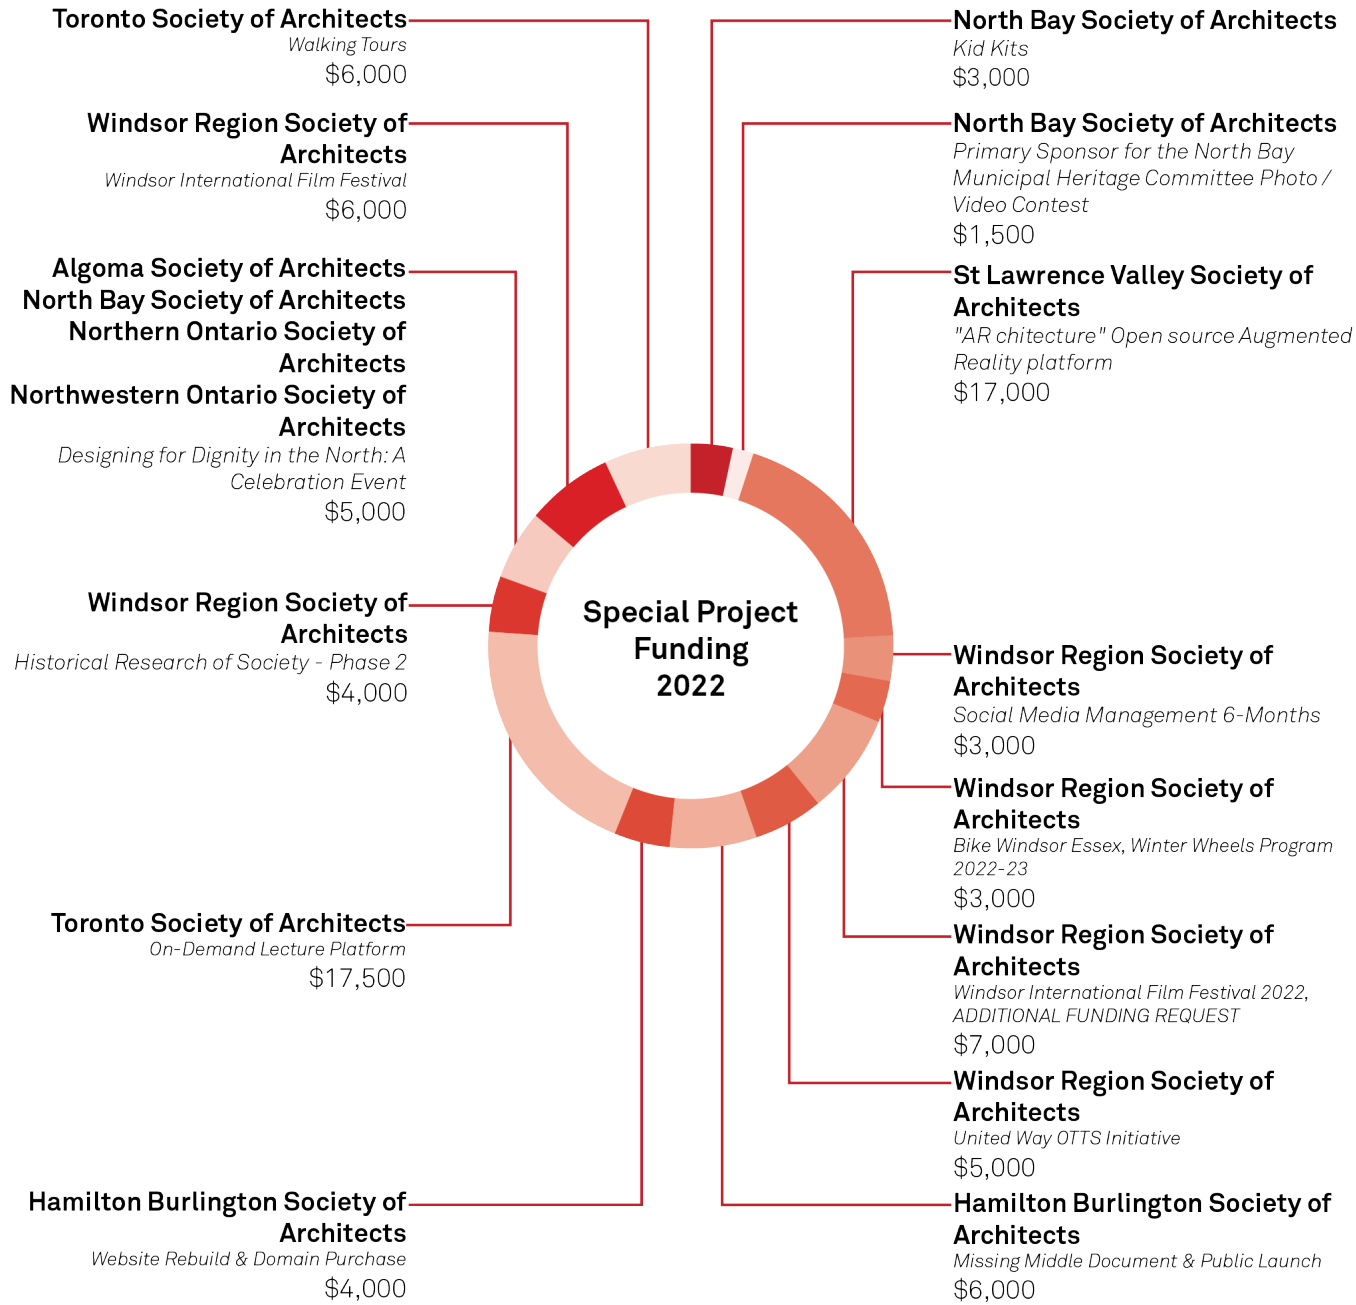 Toronto Society of Architects
Walking Tours
$6,000
Windsor Region Society of
Architects
Windsor International Film Festival
$6,000
Algoma Society of Architects
North Bay Society of Architects
Northern Ontario Society of
Architects
Northwestern Ontario Society of
Architects
Designing for Dignity in the North: A
Celebration Event
$5,000
Windsor Region Society of
Architects
Historical Research of Society - Phase 2
$4,000
Toronto Society of Architects
On-Demand Lecture Platform
$17,500
Hamilton Burlington Society of
Architects
Website Rebuild & Domain Purchase
$4,000
Special Project
Funding
2022
North Bay Society of Architects
Kid Kits
$3,000
North Bay Society of Architects
Primary Sponsor for the North Bay
Municipal Heritage Committee Photo /
Video Contest
$1,500
St Lawrence Valley Society of
Architects
"AR chitecture" Open source Augmented
Reality platform
$17,000
Windsor Region Society of
Architects
Social Media Management 6-Months
$3,000
Windsor Region Society of
Architects
Bike Windsor Essex, Winter Wheels Program
2022-23
$3,000
Windsor Region Society of
Architects
Windsor International Film Festival 2022,
ADDITIONAL FUNDING REQUEST
$7,000
Windsor Region Society of
Architects
United Way OTTS Initiative
$5,000
Hamilton Burlington Society of
Architects
Missing Middle Document & Public Launch
$6,000